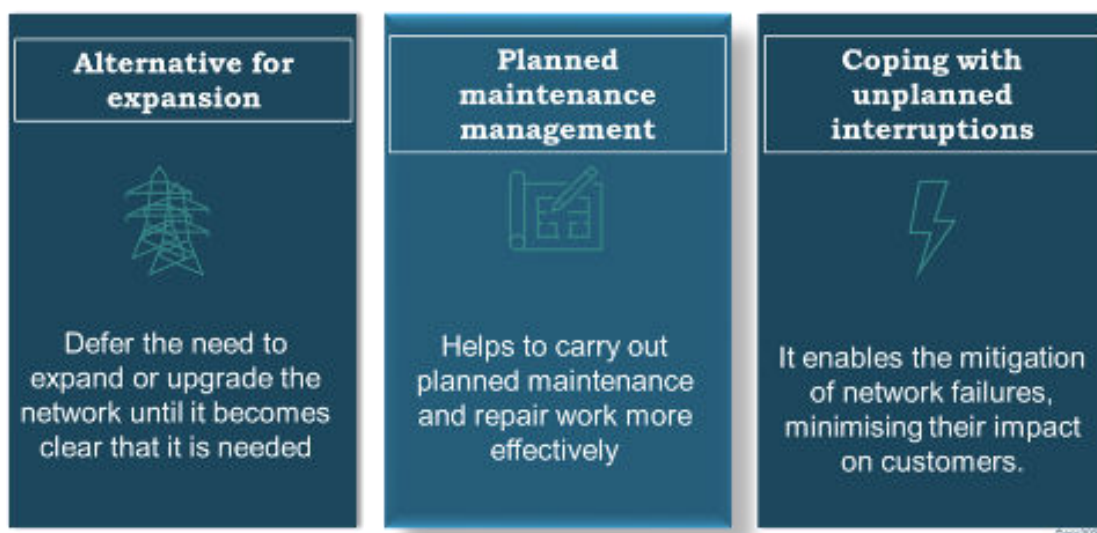 Alternative for
expansion
Defer the need to
expand or upgrade the
network until it becomes
clear that it is needed
Planned
maintenance
management
Helps to carry out
planned maintenance
and repair work more
effectively
Coping with
unplanned
interruptions
It enables the mitigation
of network failures,
minimising their impact
on customers.